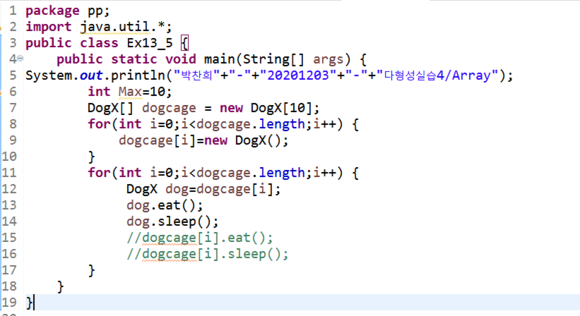 1 package pp;
2 import java.util.*;
3 public class Ex13_5 {
4 public static void main(String[] args) {
5 System.out.println("박찬희"+"-"+"20201203"+"-"+"다형성실습4/Array");
6 int Max=10;
7 DogX[] dogcage = new DogX[10];
8 for(int i=0;i<dogcage.length;i++) {
9 dogcage[i]=new DogX();
10 }
11 for(int i=0;i<dogcage.length;i++) {
12 DogX dog=dogcage[i];
13 dog.eat();
14 dog.sleep();
15 //dogcage[i].eat();
16 //dogcage[i].sleep();
17 }
18 }
19 }